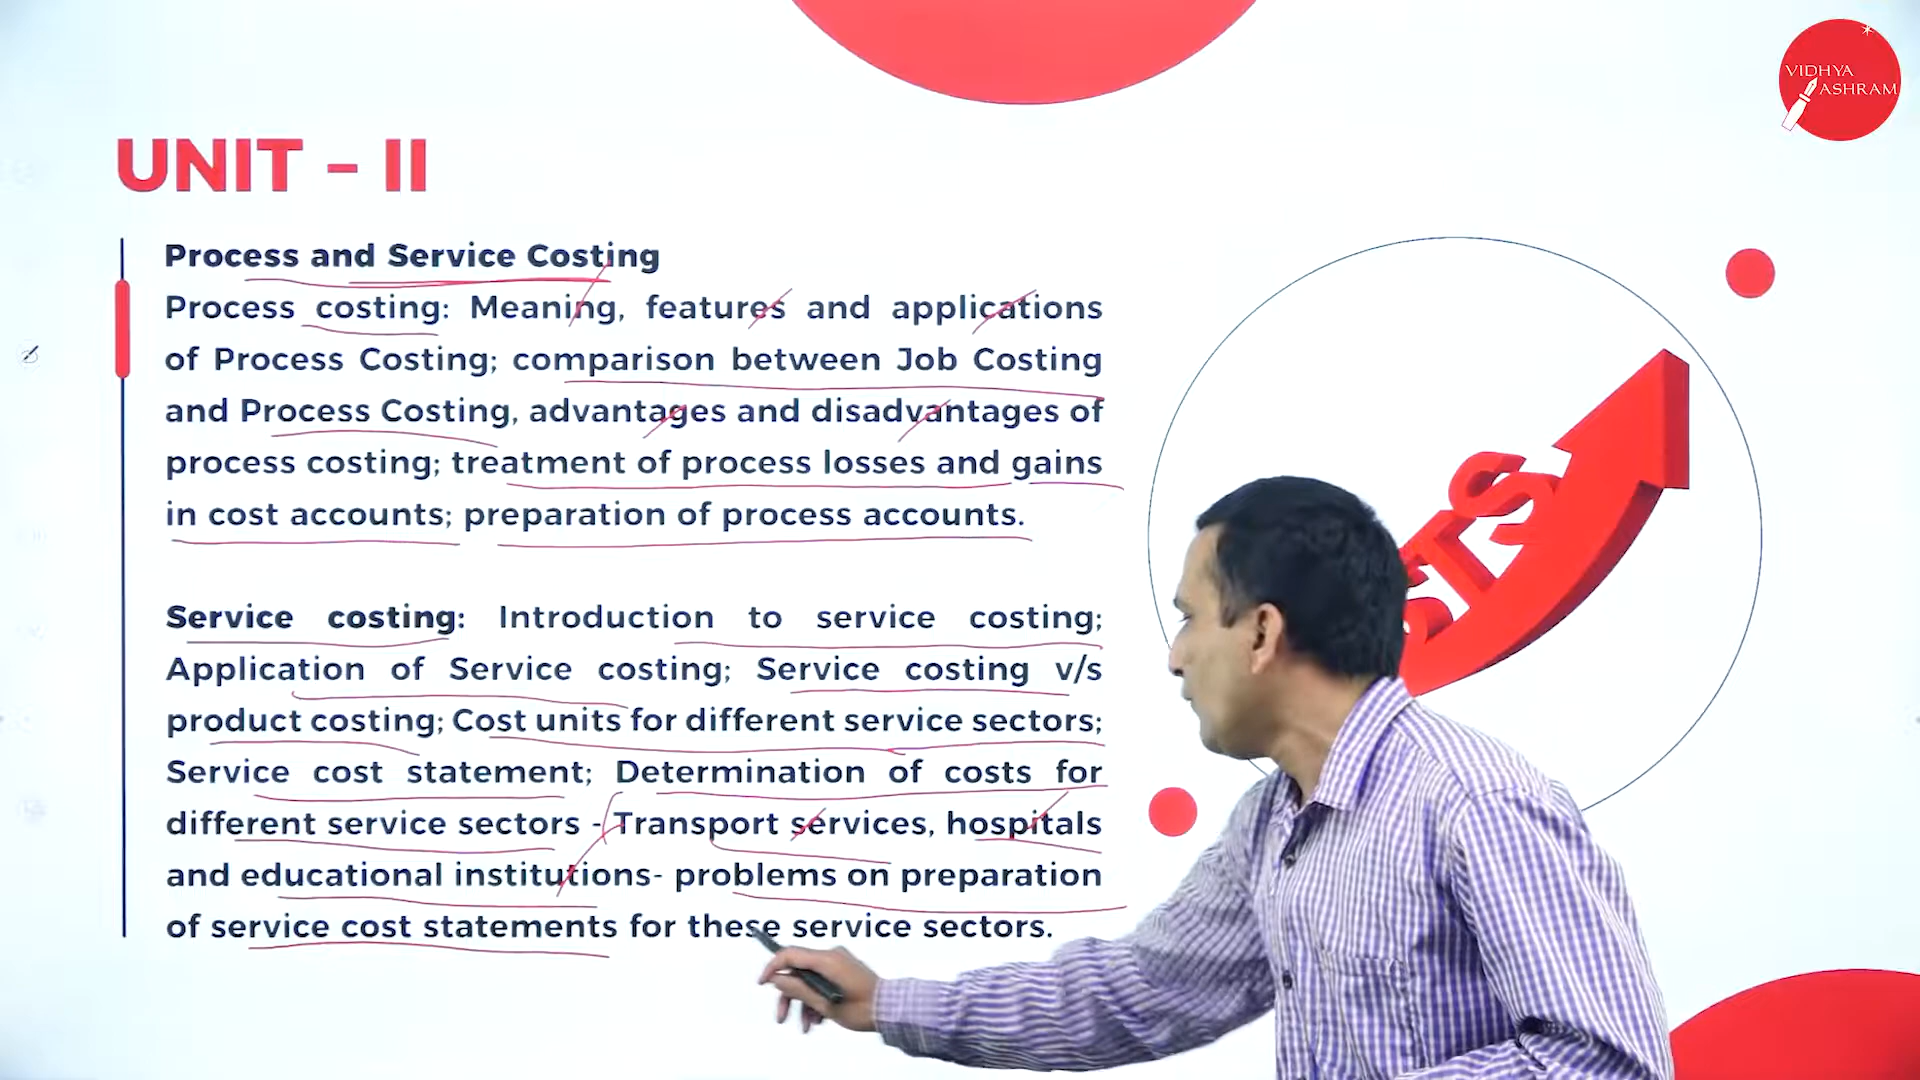 VIDHYA
ASHRAM
UNIT - II
Process and Service Costing
Process costing: Meaning, features and applications
of Process Costing; comparison between Job Costing
and Process Costing, advantages and disadvantages of
process costing; treatment of process losses and gains
in cost accounts; preparation of process accounts.
Service costing: Introduction to service costing;
Application of Service costing; Service costing v/s
product costing; Cost units for different service sectors;
Service cost statement; Determination of costs for
different service sectors - Transport services, hospitals
and educational institutions- problems on preparation
of service cost statements for these service sectors.